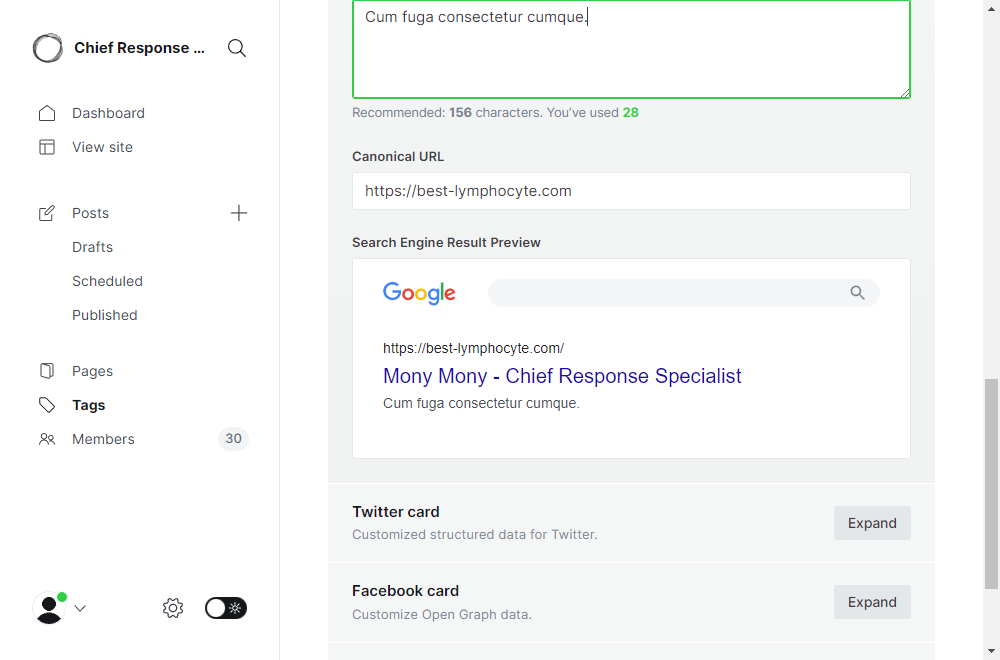 Chief Response ...
Dashboard
View site
Posts
Drafts
Scheduled
Published
Pages
Tags
Members 30
Cum fuga consectetur cumque.
Recommended: 156 characters. You've used 28
Canonical URL
https://best-lymphocyte.com
Search Engine Result Preview
Google
https://best-lymphocyte.com/
Mony Mony - Chief Response Specialist
Cum fuga consectetur cumque.
Twitter card
Customized structured data for Twitter.
Expand
Facebook card
Customize Open Graph data.
Expand